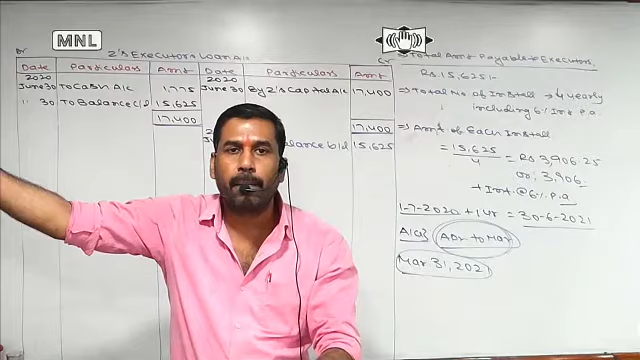 MNL
Dr Z's Executor's Loan A/c Cr
Date Particulars Amt Date Particulars Amt
2020 2020
June 30 To Cash A/c 1,775 June 30 By Z's Capital A/c 17,400
" 30 To Balance c/d 15,625
17,400 17,400
Balance b/d 15,625
⇒ Total Amt Payable to Executors,
Rs. 15,625/-
⇒ Total No of Install → 4 yearly
including 6% Int P.a.
⇒ Amt of Each Install
= 15,625 / 4 = Rs 3,906.25
or 3,906
+ Int. @ 6% P.a
1-7-2020 + 1 yr = 30-6-2021
A/c Apr to Mar
Mar 31, 2021